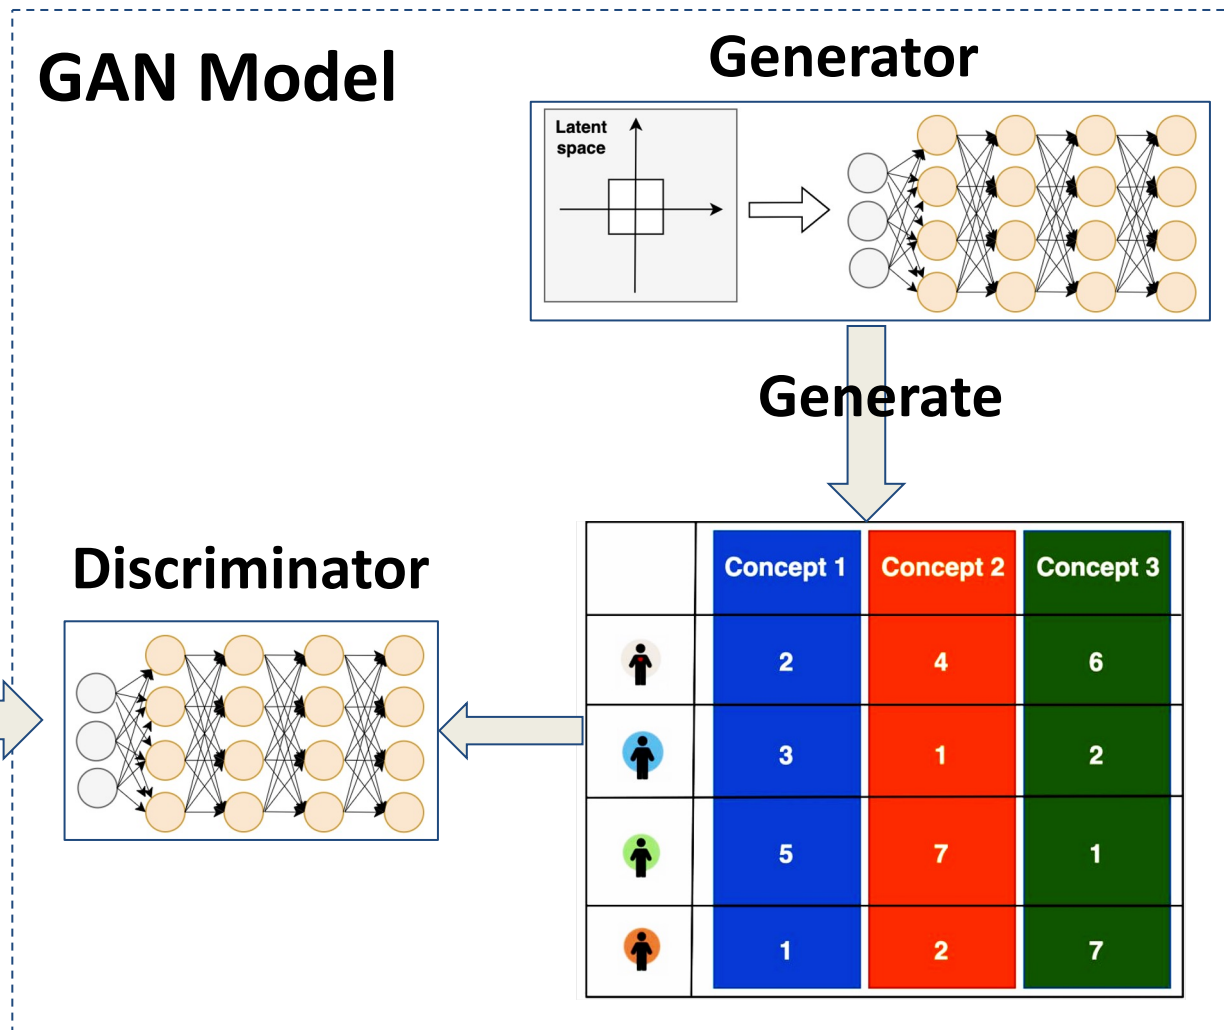 GAN Model
Generator
Latent
space
Generate
Discriminator
Concept 1 Concept 2 Concept 3
2 4 6
3 1 2
5 7 1
1 2 7